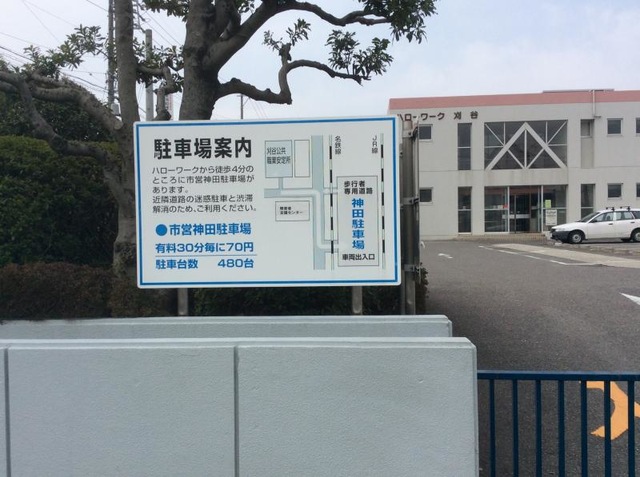 ハローワーク 刈谷
駐車場案内
ハローワークから徒歩4分の
ところに市営神田駐車場が
あります。
近隣道路の迷惑駐車と渋滞
解消のため、ご利用ください。
●市営神田駐車場
有料30分毎に70円
駐車台数 480台
刈谷公共
職業安定所
名鉄線
JR線
歩行者
専用道路
神田駐車場
車両出入口